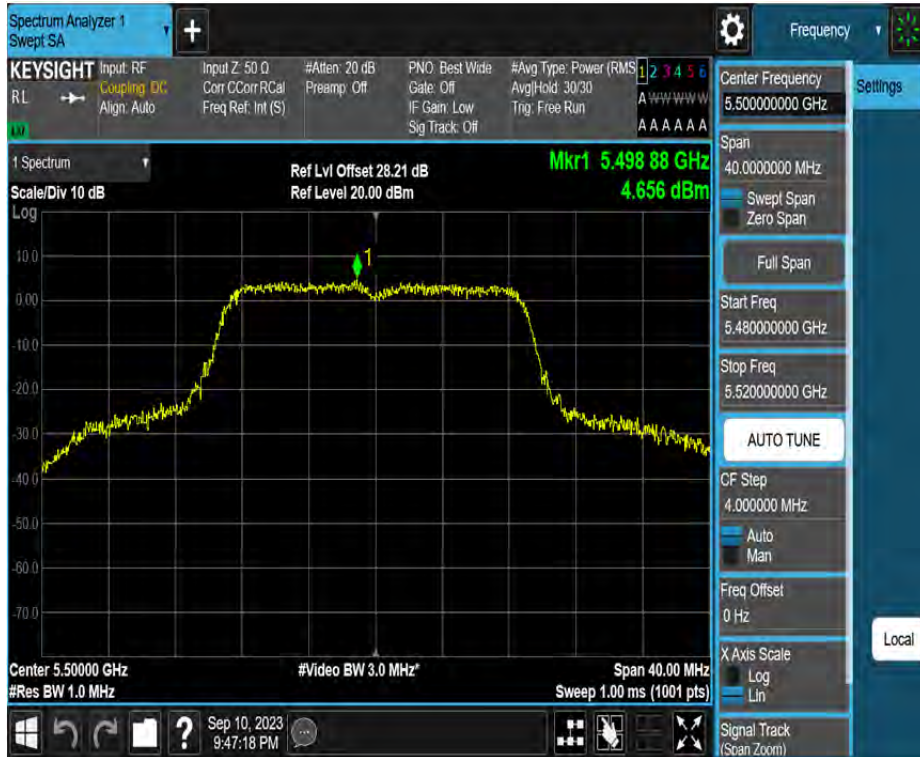 Spectrum Analyzer 1
Swept SA
Frequency
KEYSIGHT
RL
Input: RF
Coupling: DC
Align: Auto
Input Z: 50 Ω
Corr CCorr RCal
Freq Ref: Int (S)
#Atten: 20 dB
Preamp: Off
PNO: Best Wide
Gate: Off
IF Gain: Low
Sig Track: Off
#Avg Type: Power (RMS
Avg|Hold: 30/30
Trig: Free Run
1 2 3 4 5 6
A W W W W W
A A A A A A
1 Spectrum
Scale/Div 10 dB
Log
Ref Lvl Offset 28.21 dB
Ref Level 20.00 dBm
Mkr1 5.498 88 GHz
4.656 dBm
10.0
0.00
-10.0
-20.0
-30.0
-40.0
-50.0
-60.0
-70.0
1
Center 5.50000 GHz
#Res BW 1.0 MHz
#Video BW 3.0 MHz*
Span 40.00 MHz
Sweep 1.00 ms (1001 pts)
?
Sep 10, 2023
9:47:18 PM
Center Frequency
5.500000000 GHz
Settings
Span
40.0000000 MHz
Swept Span
Zero Span
Full Span
Start Freq
5.480000000 GHz
Stop Freq
5.520000000 GHz
AUTO TUNE
CF Step
4.000000 MHz
Auto
Man
Freq Offset
0 Hz
X Axis Scale
Log
Lin
Local
Signal Track
(Span Zoom)